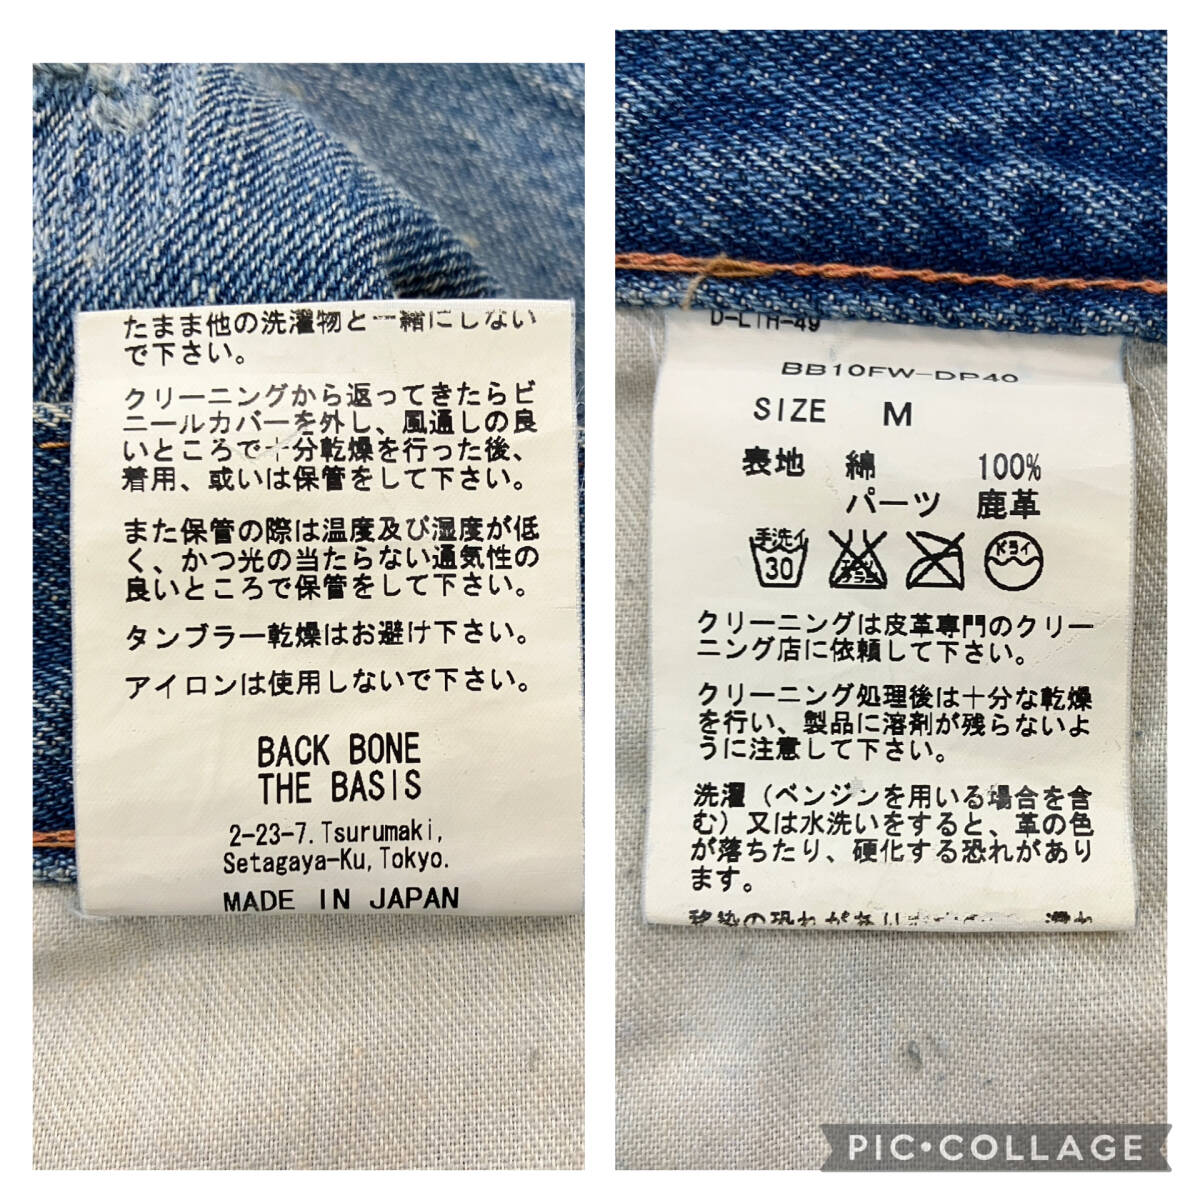 たまま他の洗濯物と一緒にしない
で下さい。
クリーニングから返ってきたらビ
ニールカバーを外し、風通しの良
いところで十分乾燥を行った後、
着用、或いは保管をして下さい。
また保管の際は温度及び湿度が低
く、かつ光の当たらない通気性の
良いところで保管をして下さい。
タンブラー乾燥はお避け下さい。
アイロンは使用しないで下さい。
BACK BONE
THE BASIS
2-23-7. Tsurumaki,
Setagaya-Ku, Tokyo.
MADE IN JAPAN
D-LTH-49
BB10FW-DP40
SIZE M
表地 綿 100%
パーツ 鹿革
手洗イ
30
ドライ
クリーニングは皮革専門のクリー
ニング店に依頼して下さい。
クリーニング処理後は十分な乾燥
を行い、製品に溶剤が残らないよ
うに注意して下さい。
洗濯（ベンジンを用いる場合を含
む）又は水洗いをすると、革の色
が落ちたり、硬化する恐れがあり
ます。
移染の恐れがあり
PIC•COLLAGE